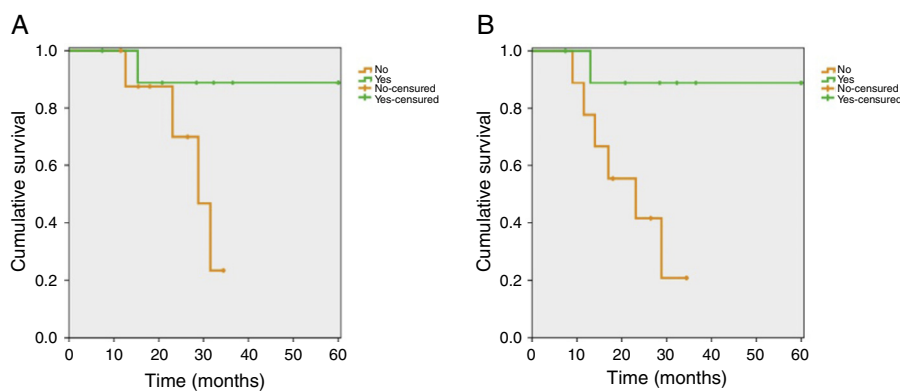 A
Cumulative survival
1.0
0.8
0.6
0.4
0.2
0.0
0 10 20 30 40 50 60
Time (months)
No
Yes
No-censured
Yes-censured
B
Cumulative survival
1.0
0.8
0.6
0.4
0.2
0.0
0 10 20 30 40 50 60
Time (months)
No
Yes
No-censured
Yes-censured